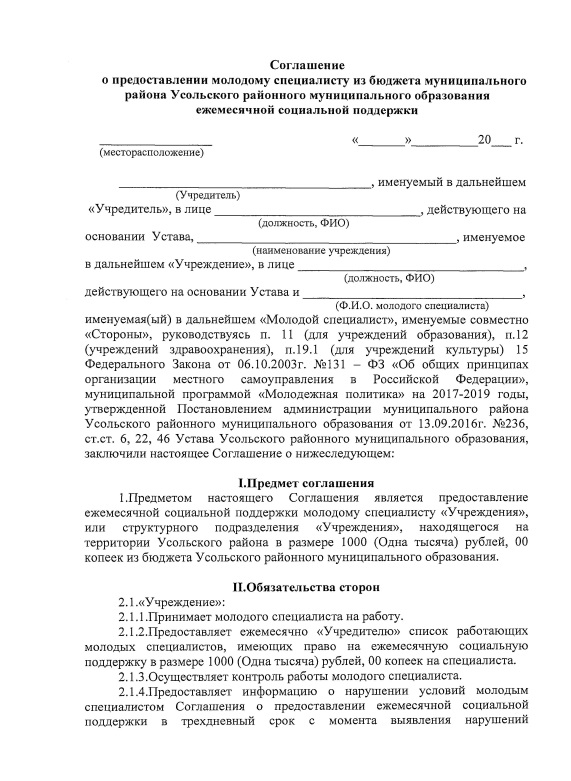 Соглашение
о предоставлении молодому специалисту из бюджета муниципального
района Усольского районного муниципального образования
ежемесячной социальной поддержки
__________________ «_______»___________20___ г.
(месторасположение)
________________________________________, именуемый в дальнейшем
(Учредитель)
«Учредитель», в лице _________________________________, действующего на
(должность, ФИО)
основании Устава, _________________________________________, именуемое
(наименование учреждения)
в дальнейшем «Учреждение», в лице ____________________________________,
(должность, ФИО)
действующего на основании Устава и ___________________________________,
(Ф.И.О. молодого специалиста)
именуемая(ый) в дальнейшем «Молодой специалист», именуемые совместно
«Стороны», руководствуясь п. 11 (для учреждений образования), п.12
(учреждений здравоохранения), п.19.1 (для учреждений культуры) 15
Федерального Закона от 06.10.2003г. №131 – ФЗ «Об общих принципах
организации местного самоуправления в Российской Федерации»,
муниципальной программой «Молодежная политика» на 2017-2019 годы,
утвержденной Постановлением администрации муниципального района
Усольского районного муниципального образования от 13.09.2016г. №236,
ст.ст. 6, 22, 46 Устава Усольского районного муниципального образования,
заключили настоящее Соглашение о нижеследующем:
I.Предмет соглашения
1.Предметом настоящего Соглашения является предоставление
ежемесячной социальной поддержки молодому специалисту «Учреждения»,
или структурного подразделения «Учреждения», находящегося на
территории Усольского района в размере 1000 (Одна тысяча) рублей, 00
копеек из бюджета Усольского районного муниципального образования.
II.Обязательства сторон
2.1.«Учреждение»:
2.1.1.Принимает молодого специалиста на работу.
2.1.2.Предоставляет ежемесячно «Учредителю» список работающих
молодых специалистов, имеющих право на ежемесячную социальную
поддержку в размере 1000 (Одна тысяча) рублей, 00 копеек на специалиста.
2.1.3.Осуществляет контроль работы молодого специалиста.
2.1.4.Предоставляет информацию о нарушении условий молодым
специалистом Соглашения о предоставлении ежемесячной социальной
поддержки в трехдневный срок с момента выявления нарушений